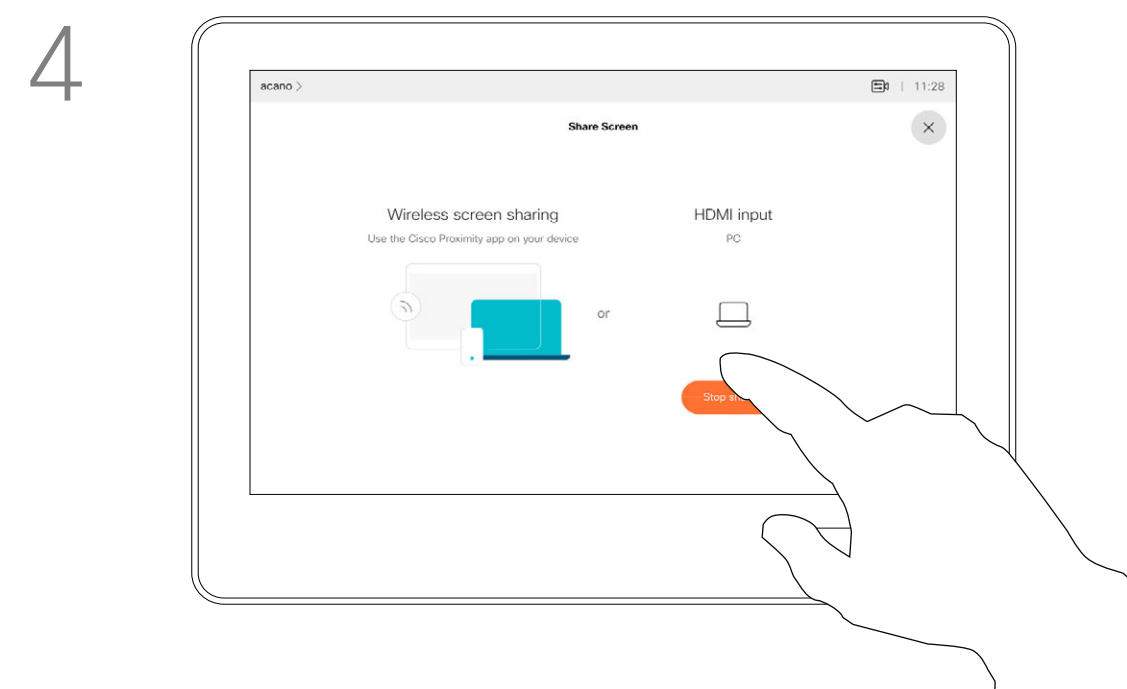 4
acano >
11:28
Share Screen
Wireless screen sharing
Use the Cisco Proximity app on your device
or
HDMI input
PC
Stop